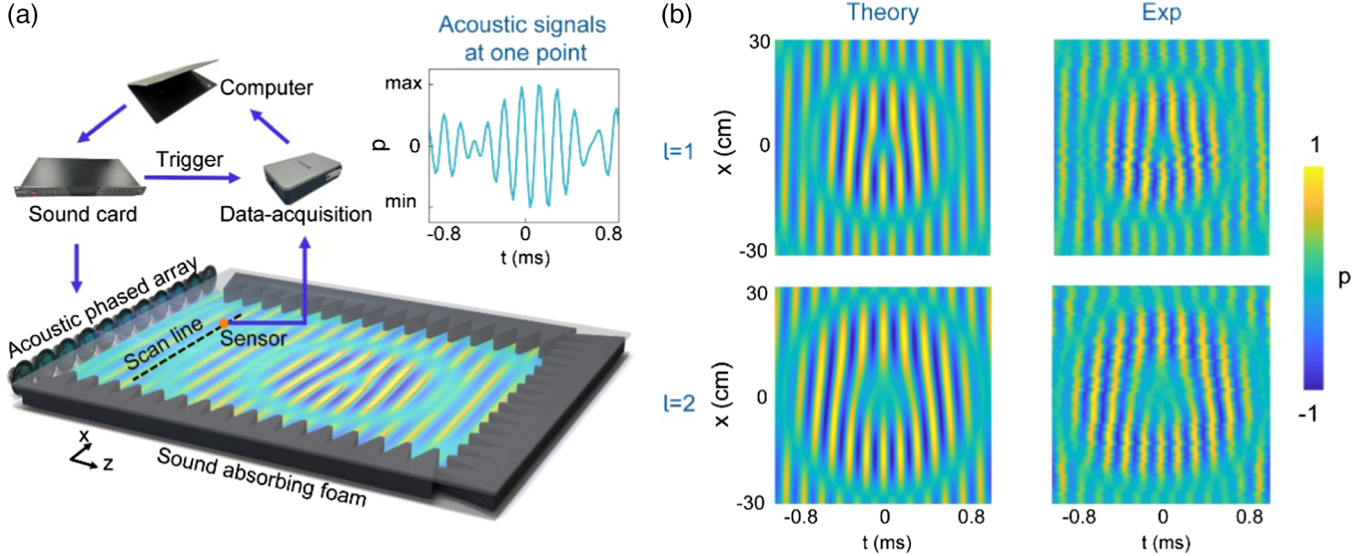 (a)
Computer
Trigger
Sound card
Data-acquisition
Acoustic signals
at one point
max
0
min
p
-0.8
0
0.8
t (ms)
Acoustic phased array
Scan line
Sensor
x
z
Sound absorbing foam
(b)
Theory
Exp
l=1
30
x (cm)
0
-30
l=2
30
x (cm)
0
-30
-0.8
0
0.8
t (ms)
-0.8
0
0.8
t (ms)
1
p
-1